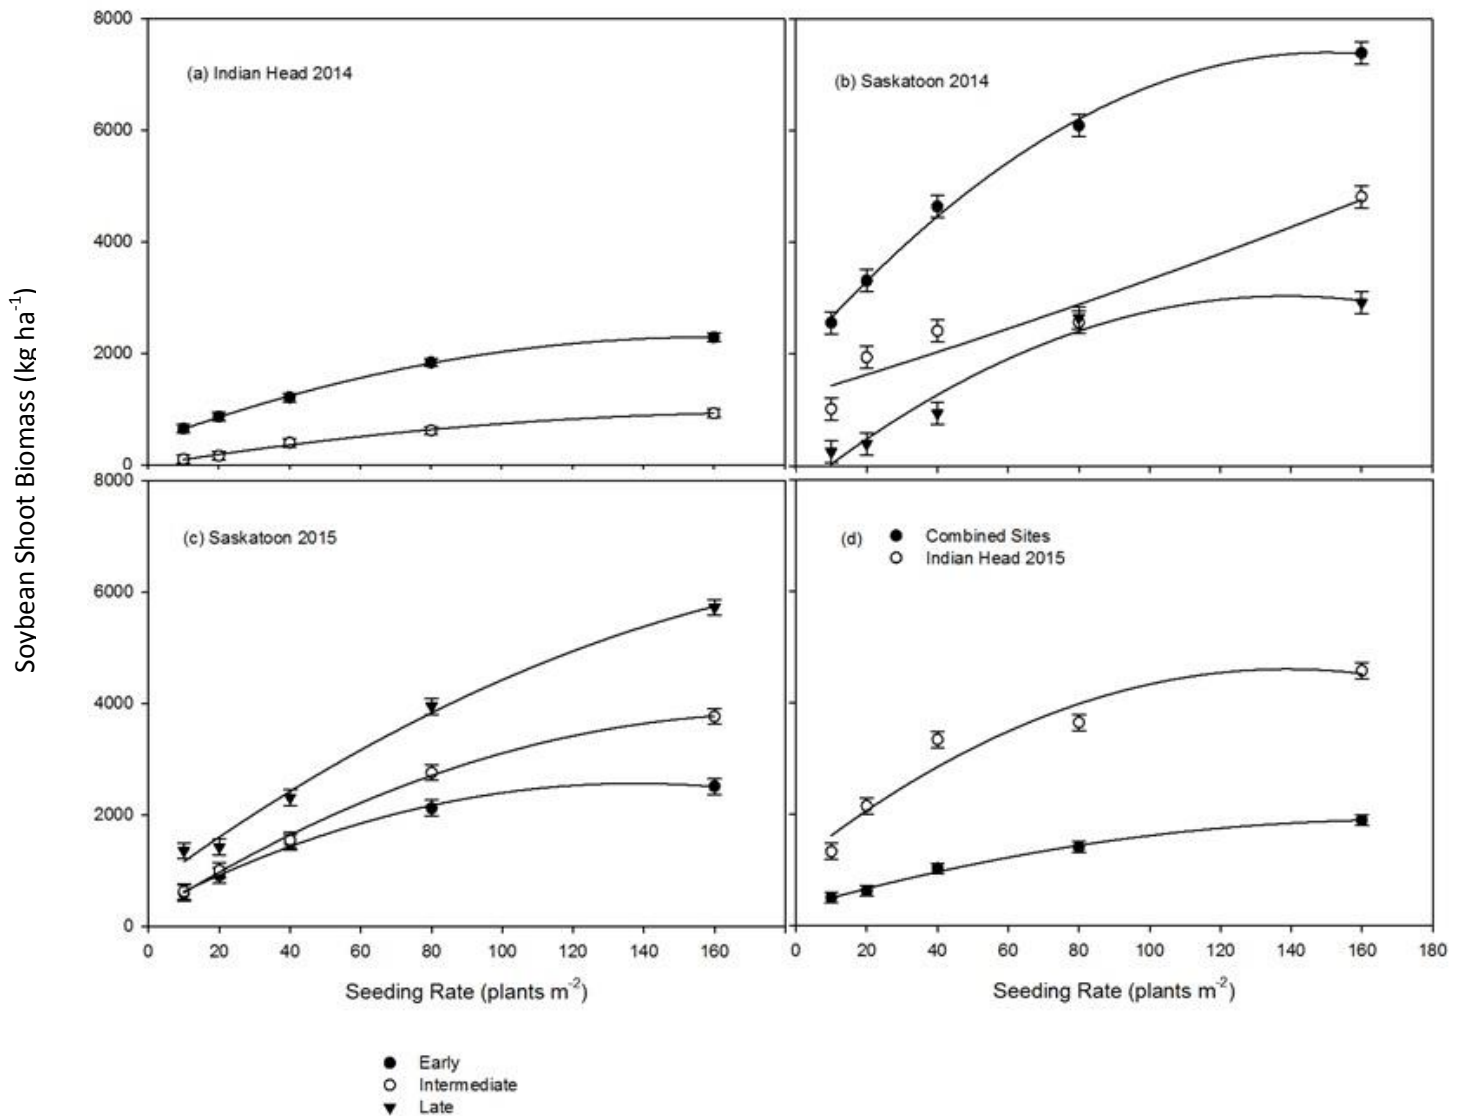 Soybean Shoot Biomass (kg ha-1)
8000
6000
4000
2000
0
(a) Indian Head 2014
(b) Saskatoon 2014
8000
6000
4000
2000
0
(c) Saskatoon 2015
(d)
Combined Sites
Indian Head 2015
0 20 40 60 80 100 120 140 160
0 20 40 60 80 100 120 140 160 180
Seeding Rate (plants m-2)
Seeding Rate (plants m-2)
Early
Intermediate
Late